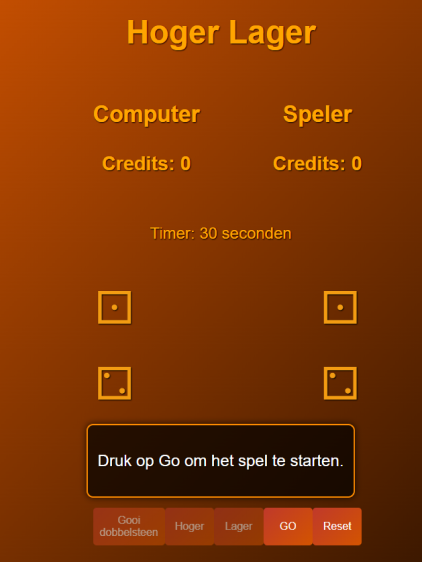 Hoger Lager
Computer
Speler
Credits: 0
Credits: 0
Timer: 30 seconden
Druk op Go om het spel te starten.
Gooi
dobbelsteen
Hoger
Lager
GO
Reset